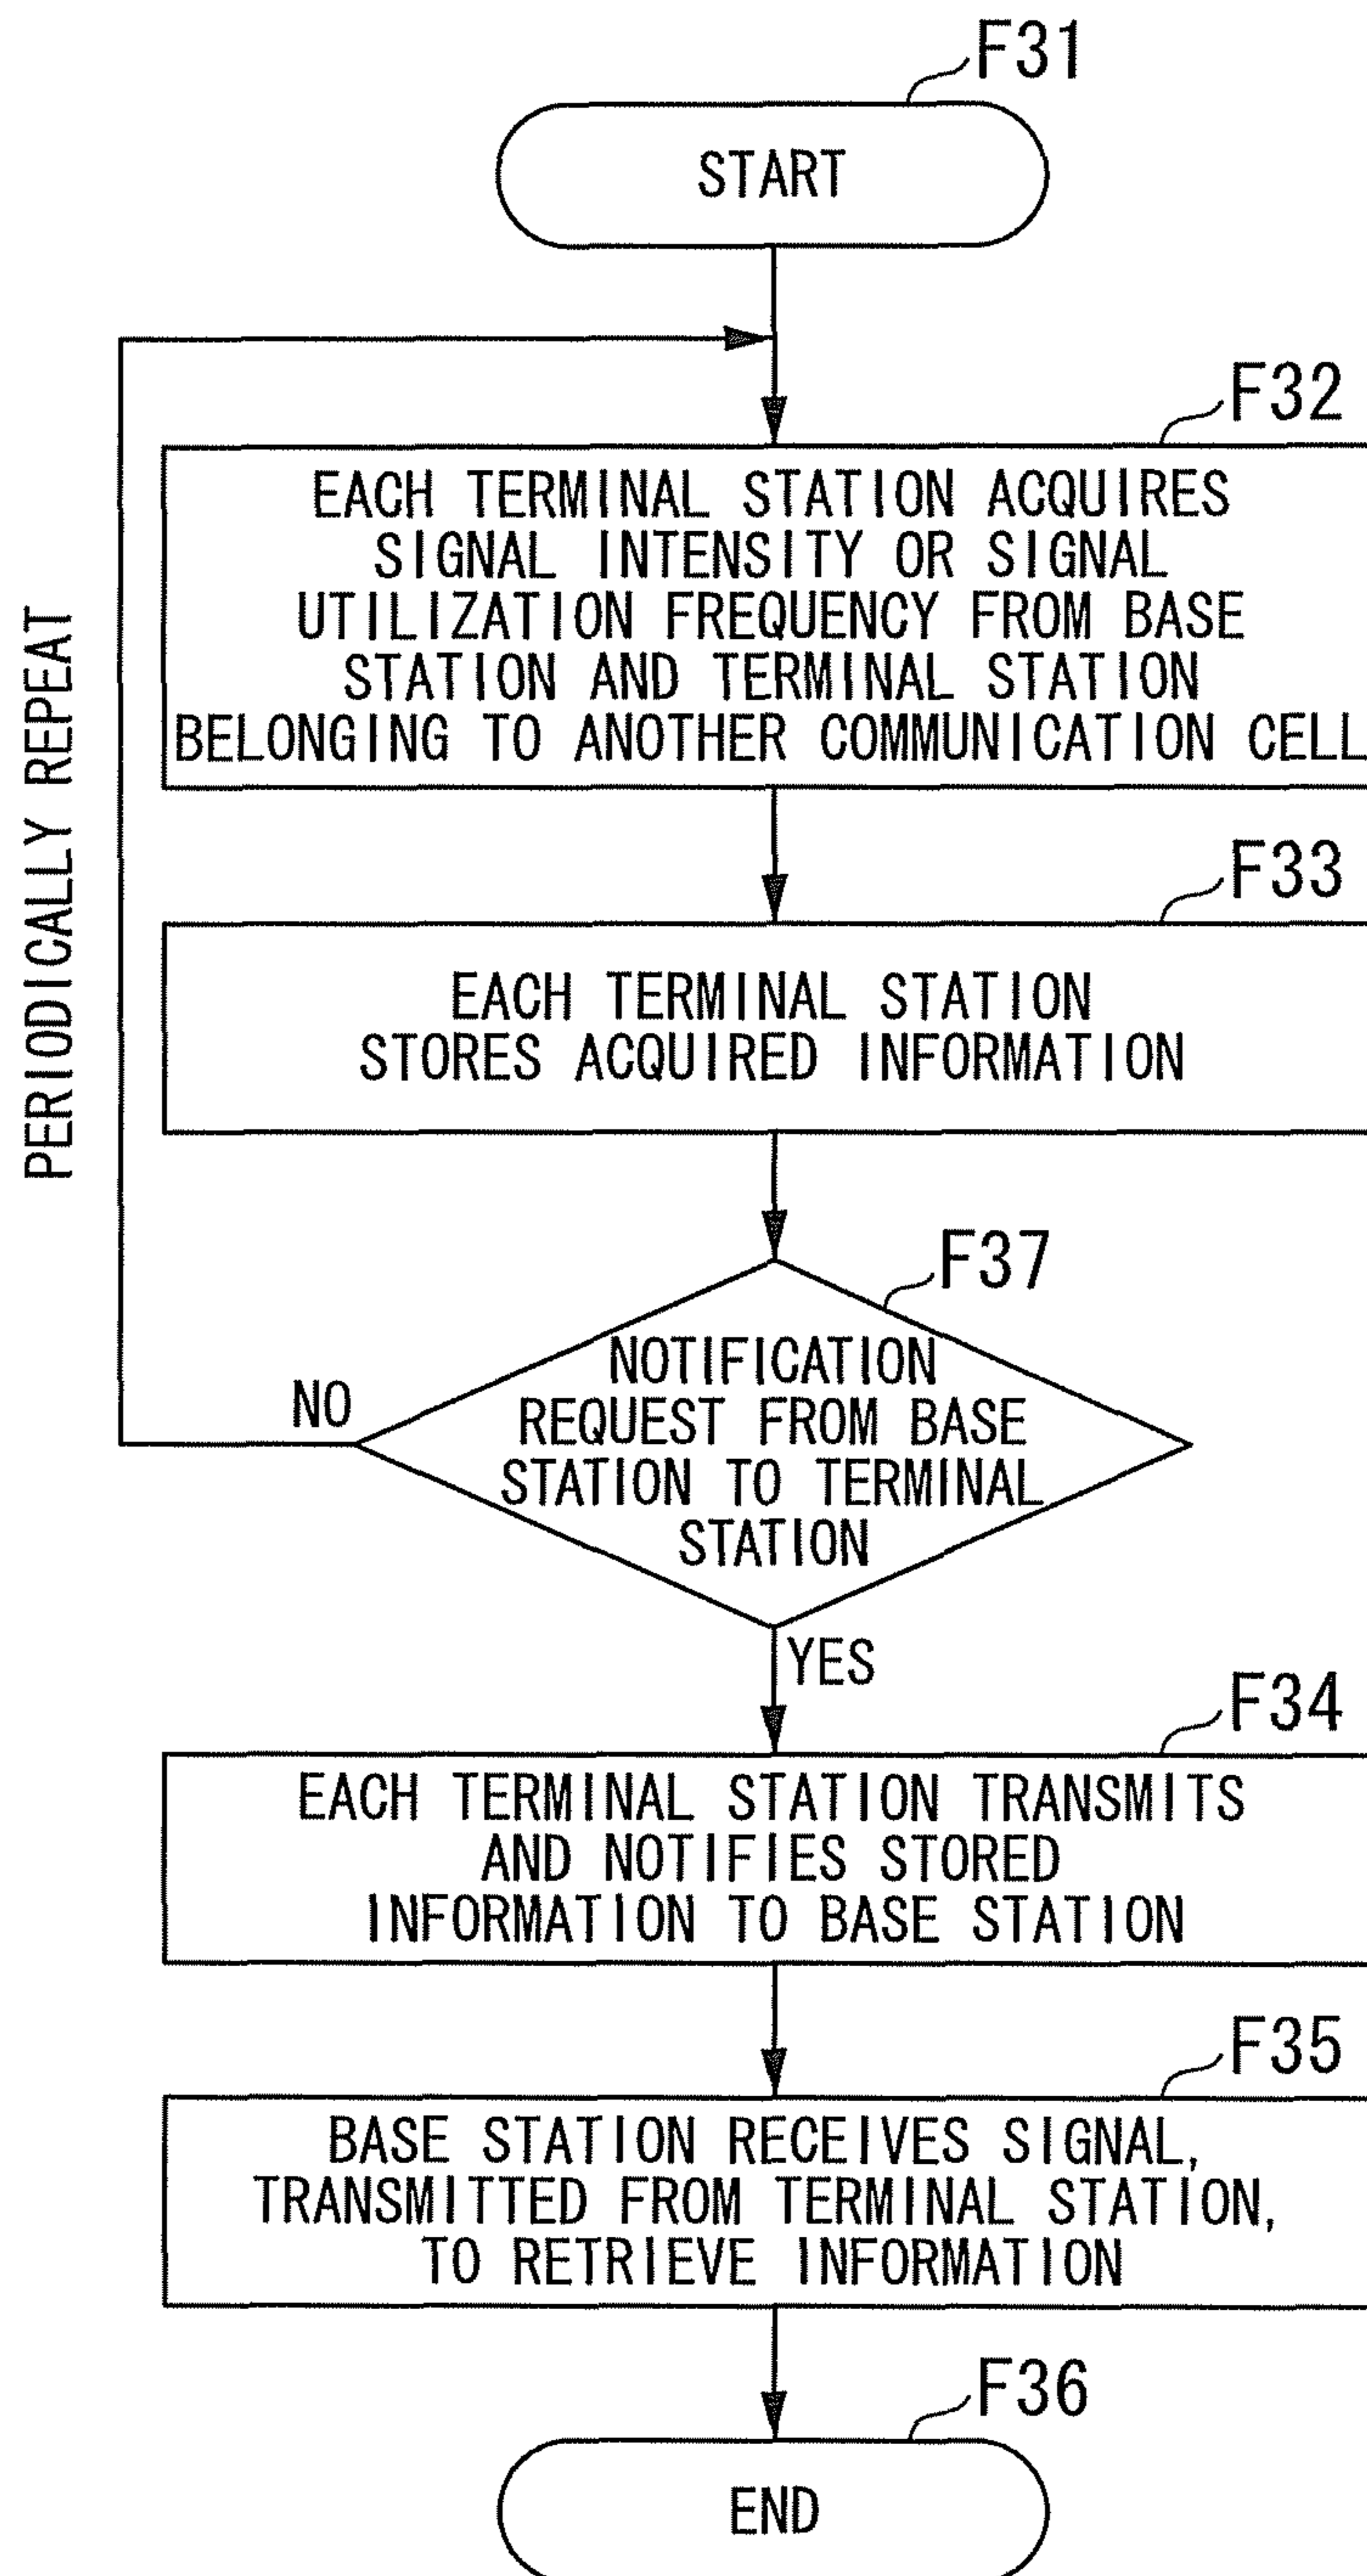 F31
START
F32
EACH TERMINAL STATION ACQUIRES
SIGNAL INTENSITY OR SIGNAL
UTILIZATION FREQUENCY FROM BASE
STATION AND TERMINAL STATION
BELONGING TO ANOTHER COMMUNICATION CELL
PERIODICALLY REPEAT
F33
EACH TERMINAL STATION
STORES ACQUIRED INFORMATION
F37
NOTIFICATION
REQUEST FROM BASE
STATION TO TERMINAL
STATION
NO
YES
F34
EACH TERMINAL STATION TRANSMITS
AND NOTIFIES STORED
INFORMATION TO BASE STATION
F35
BASE STATION RECEIVES SIGNAL,
TRANSMITTED FROM TERMINAL STATION,
TO RETRIEVE INFORMATION
F36
END